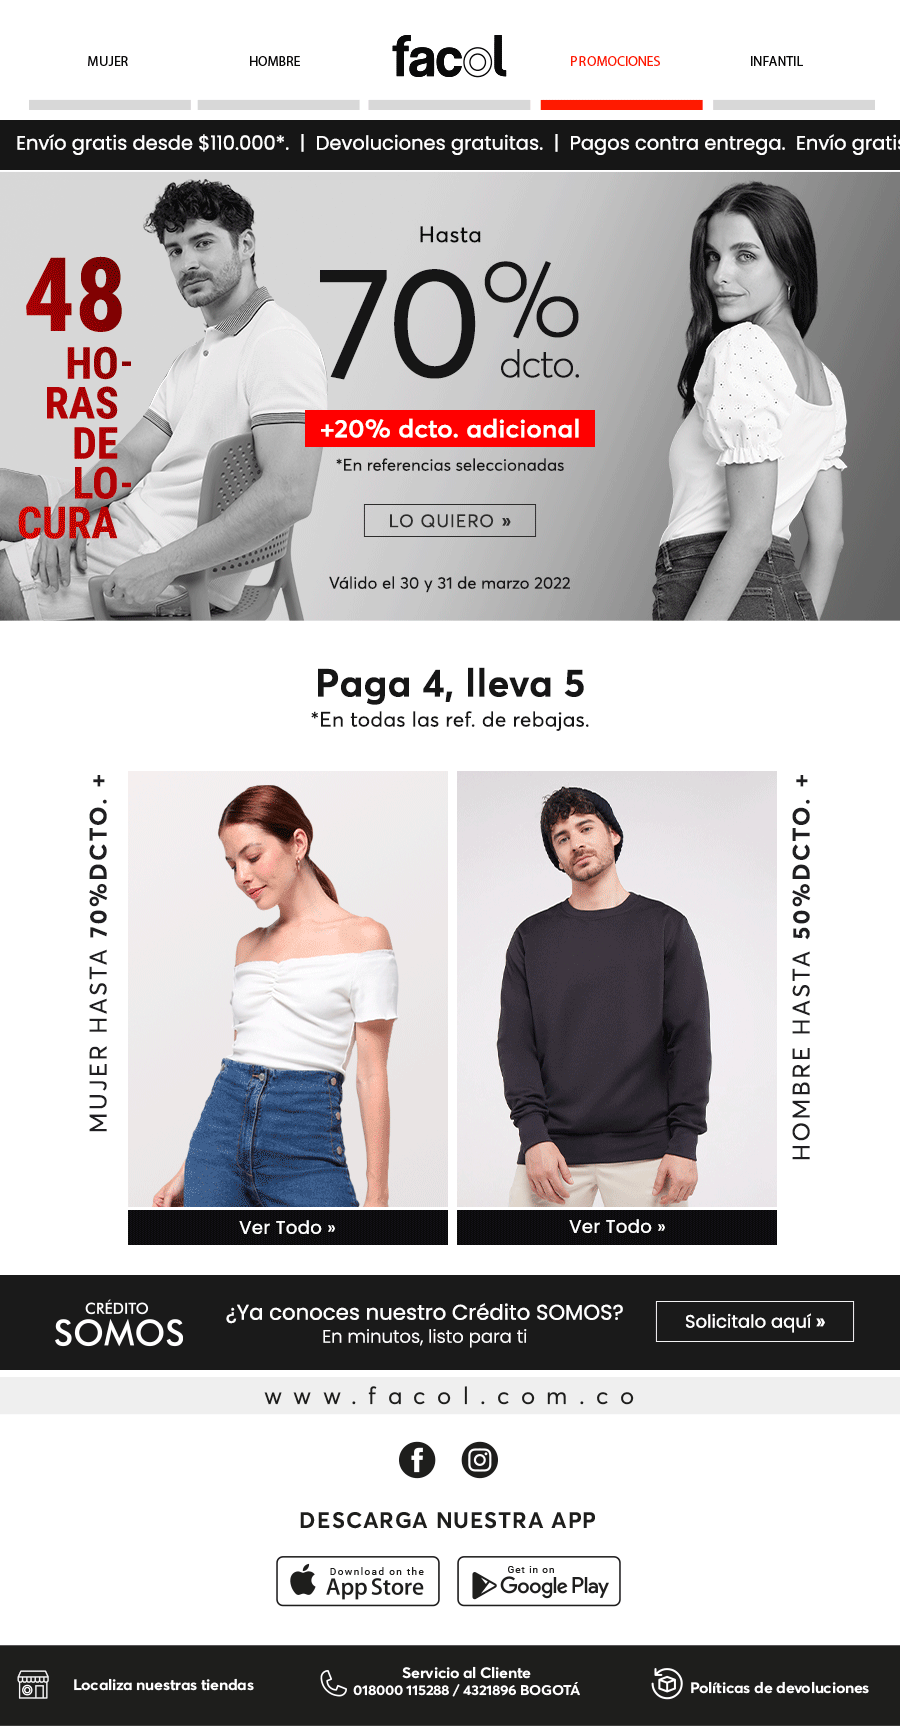 MUJER
HOMBRE
facol
PROMOCIONES
INFANTIL
Envío gratis desde $110.000*. | Devoluciones gratuitas. | Pagos contra entrega. Envío gratis
48
HO-
RAS
DE
LO-
CURA
Hasta
70%
dcto.
+20% dcto. adicional
*En referencias seleccionadas
LO QUIERO »
Válido el 30 y 31 de marzo 2022
Paga 4, lleva 5
*En todas las ref. de rebajas.
MUJER HASTA 70%DCTO. +
HOMBRE HASTA 50%DCTO. +
Ver Todo »
Ver Todo »
CRÉDITO
SOMOS
¿Ya conoces nuestro Crédito SOMOS?
En minutos, listo para ti
Solicitalo aquí »
www.facol.com.co
DESCARGA NUESTRA APP
Download on the
App Store
Get in on
Google Play
Localiza nuestras tiendas
Servicio al Cliente
018000 115288 / 4321896 BOGOTÁ
Políticas de devoluciones